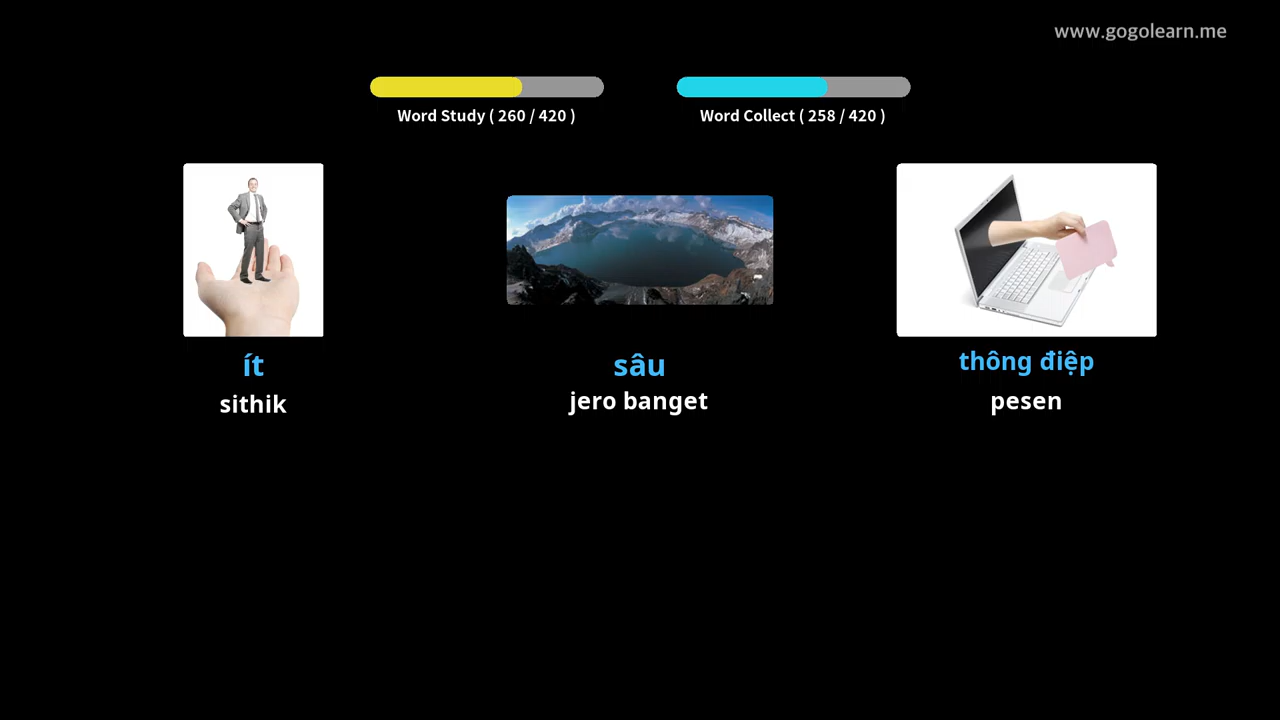 www.gogolearn.me
Word Study ( 260 / 420 )
Word Collect ( 258 / 420 )
ít
sâu
thông điệp
sithik
jero banget
pesen